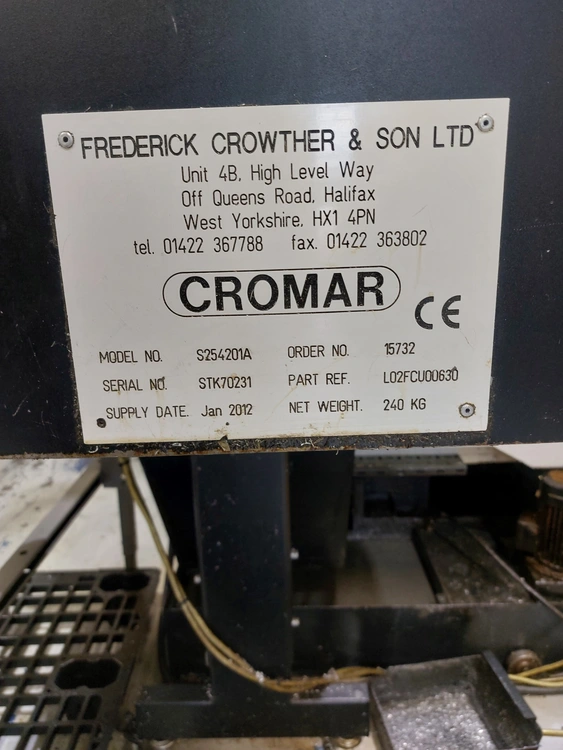 FREDERICK CROWTHER & SON LTD
Unit 4B, High Level Way
Off Queens Road, Halifax
West Yorkshire, HX1 4PN
tel. 01422 367788 fax. 01422 363802
CROMAR
CE
MODEL NO. S254201A ORDER NO. 15732
SERIAL NO. STK70231 PART REF. L02FCU00630
SUPPLY DATE. Jan 2012 NET WEIGHT. 240 KG